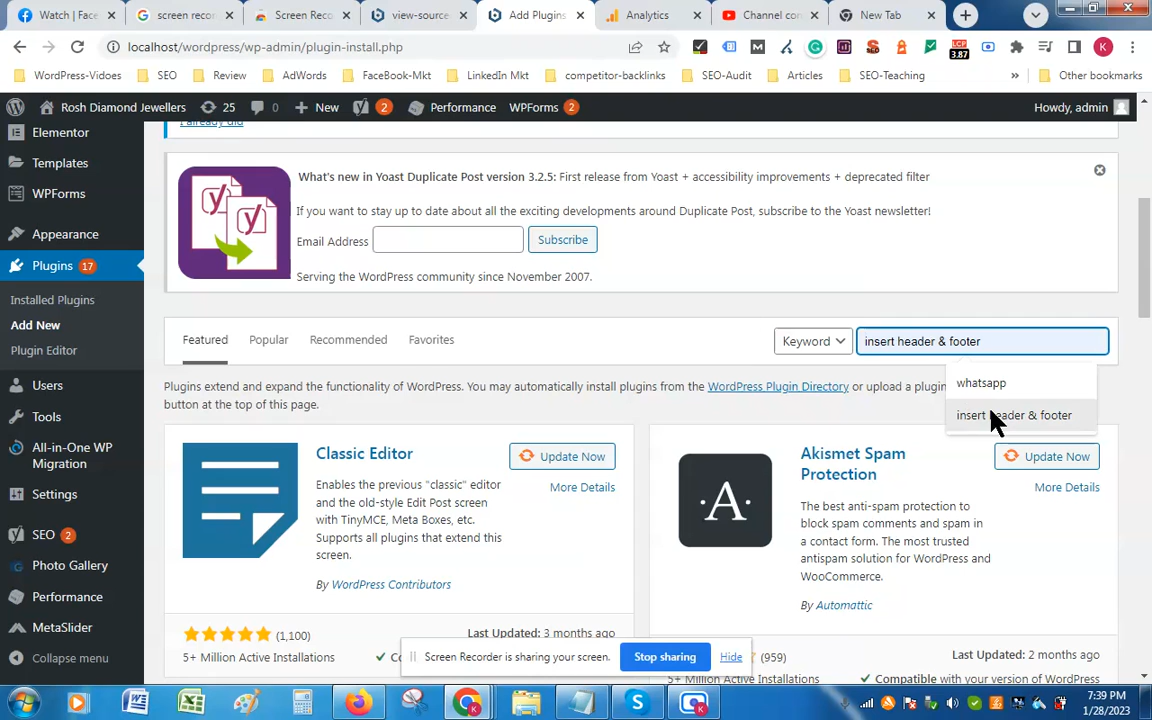 Watch | Face
screen recor
Screen Reco
view-source
Add Plugins
Analytics
Channel con
New Tab
localhost/wordpress/wp-admin/plugin-install.php
LCP
3.87
K
WordPress-Vidoes
SEO
Review
AdWords
FaceBook-Mkt
LinkedIn Mkt
competitor-backlinks
SEO-Audit
Articles
SEO-Teaching
»
Other bookmarks
Rosh Diamond Jewellers
25
0
New
2
Performance
WPForms 2
Howdy, admin
Elementor
Templates
WPForms
Appearance
Plugins 17
Installed Plugins
Add New
Plugin Editor
Users
Tools
All-in-One WP
Migration
Settings
SEO 2
Photo Gallery
Performance
MetaSlider
Collapse menu
I already did
What's new in Yoast Duplicate Post version 3.2.5: First release from Yoast + accessibility improvements + deprecated filter
If you want to stay up to date about all the exciting developments around Duplicate Post, subscribe to the Yoast newsletter!
Email Address
Subscribe
Serving the WordPress community since November 2007.
Featured
Popular
Recommended
Favorites
Keyword
insert header & footer
whatsapp
insert header & footer
Plugins extend and expand the functionality of WordPress. You may automatically install plugins from the WordPress Plugin Directory or upload a plugin
button at the top of this page.
Classic Editor
Update Now
More Details
Enables the previous "classic" editor
and the old-style Edit Post screen
with TinyMCE, Meta Boxes, etc.
Supports all plugins that extend this
screen.
By WordPress Contributors
(1,100)
Last Updated: 3 months ago
5+ Million Active Installations
Akismet Spam
Protection
Update Now
More Details
The best anti-spam protection to
block spam comments and spam in
a contact form. The most trusted
antispam solution for WordPress and
WooCommerce.
By Automattic
·A·
(959)
Last Updated: 2 months ago
5+ Million Active Installations
Compatible with your version of WordPress
Screen Recorder is sharing your screen.
Stop sharing
Hide
7:39 PM
1/28/2023